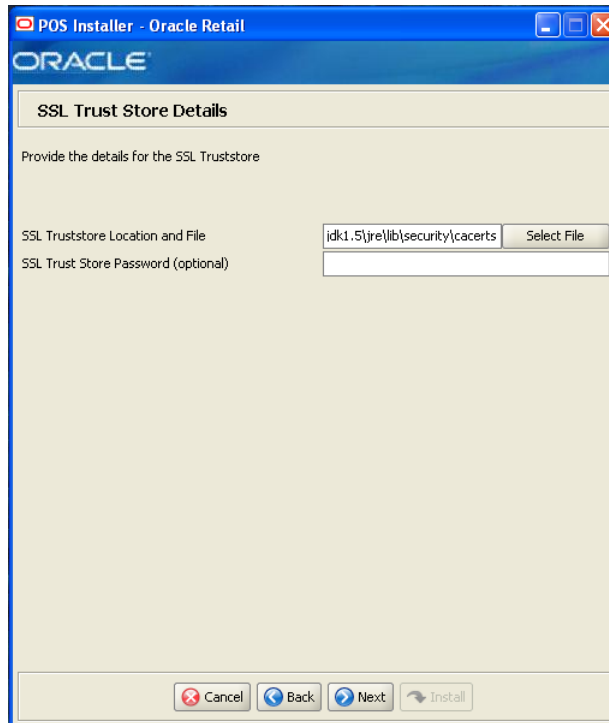 POS Installer - Oracle Retail
ORACLE
SSL Trust Store Details
Provide the details for the SSL Truststore
SSL Truststore Location and File
jdk1.5\jre\lib\security\cacerts
Select File
SSL Trust Store Password (optional)
Cancel
Back
Next
Install